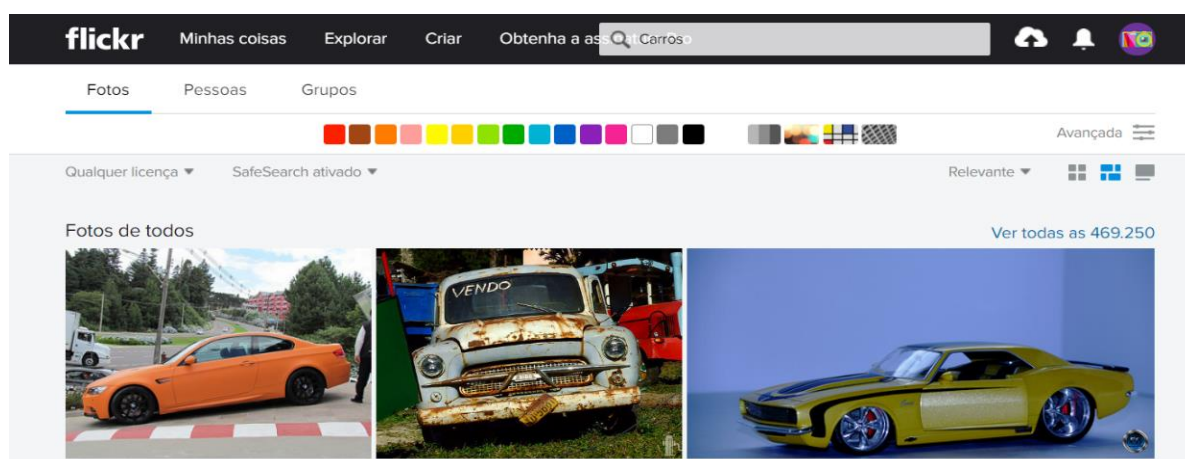 flickr Minhas coisas Explorar Criar Obtenha a ass Carros
Fotos Pessoas Grupos
Avançada
Qualquer licença SafeSearch ativado Relevante
Fotos de todos Ver todas as 469.250
VENDO